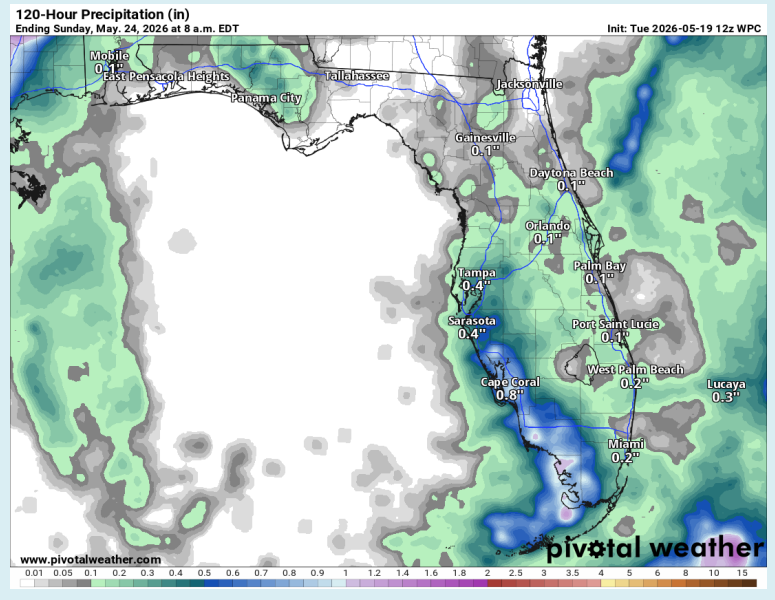 120-Hour Precipitation (in)
Ending Sunday, May. 24, 2026 at 8 a.m. EDT
Init: Tue 2026-05-19 12z WPC
Mobile
0.1"
East Pensacola Heights
Tallahassee
Panama City
Jacksonville
Gainesville
0.1"
Daytona Beach
0.1"
Orlando
0.1"
Tampa
0.4"
Palm Bay
0.1"
Sarasota
0.4"
Port Saint Lucie
0.1"
West Palm Beach
0.2"
Cape Coral
0.8"
Lucaya
0.3"
Miami
0.2"
www.pivotalweather.com
pivotal weather
0.01 0.05 0.1 0.2 0.3 0.4 0.5 0.6 0.7 0.8 0.9 1 1.2 1.4 1.6 1.8 2 2.5 3 3.5 4 5 6 8 10 15